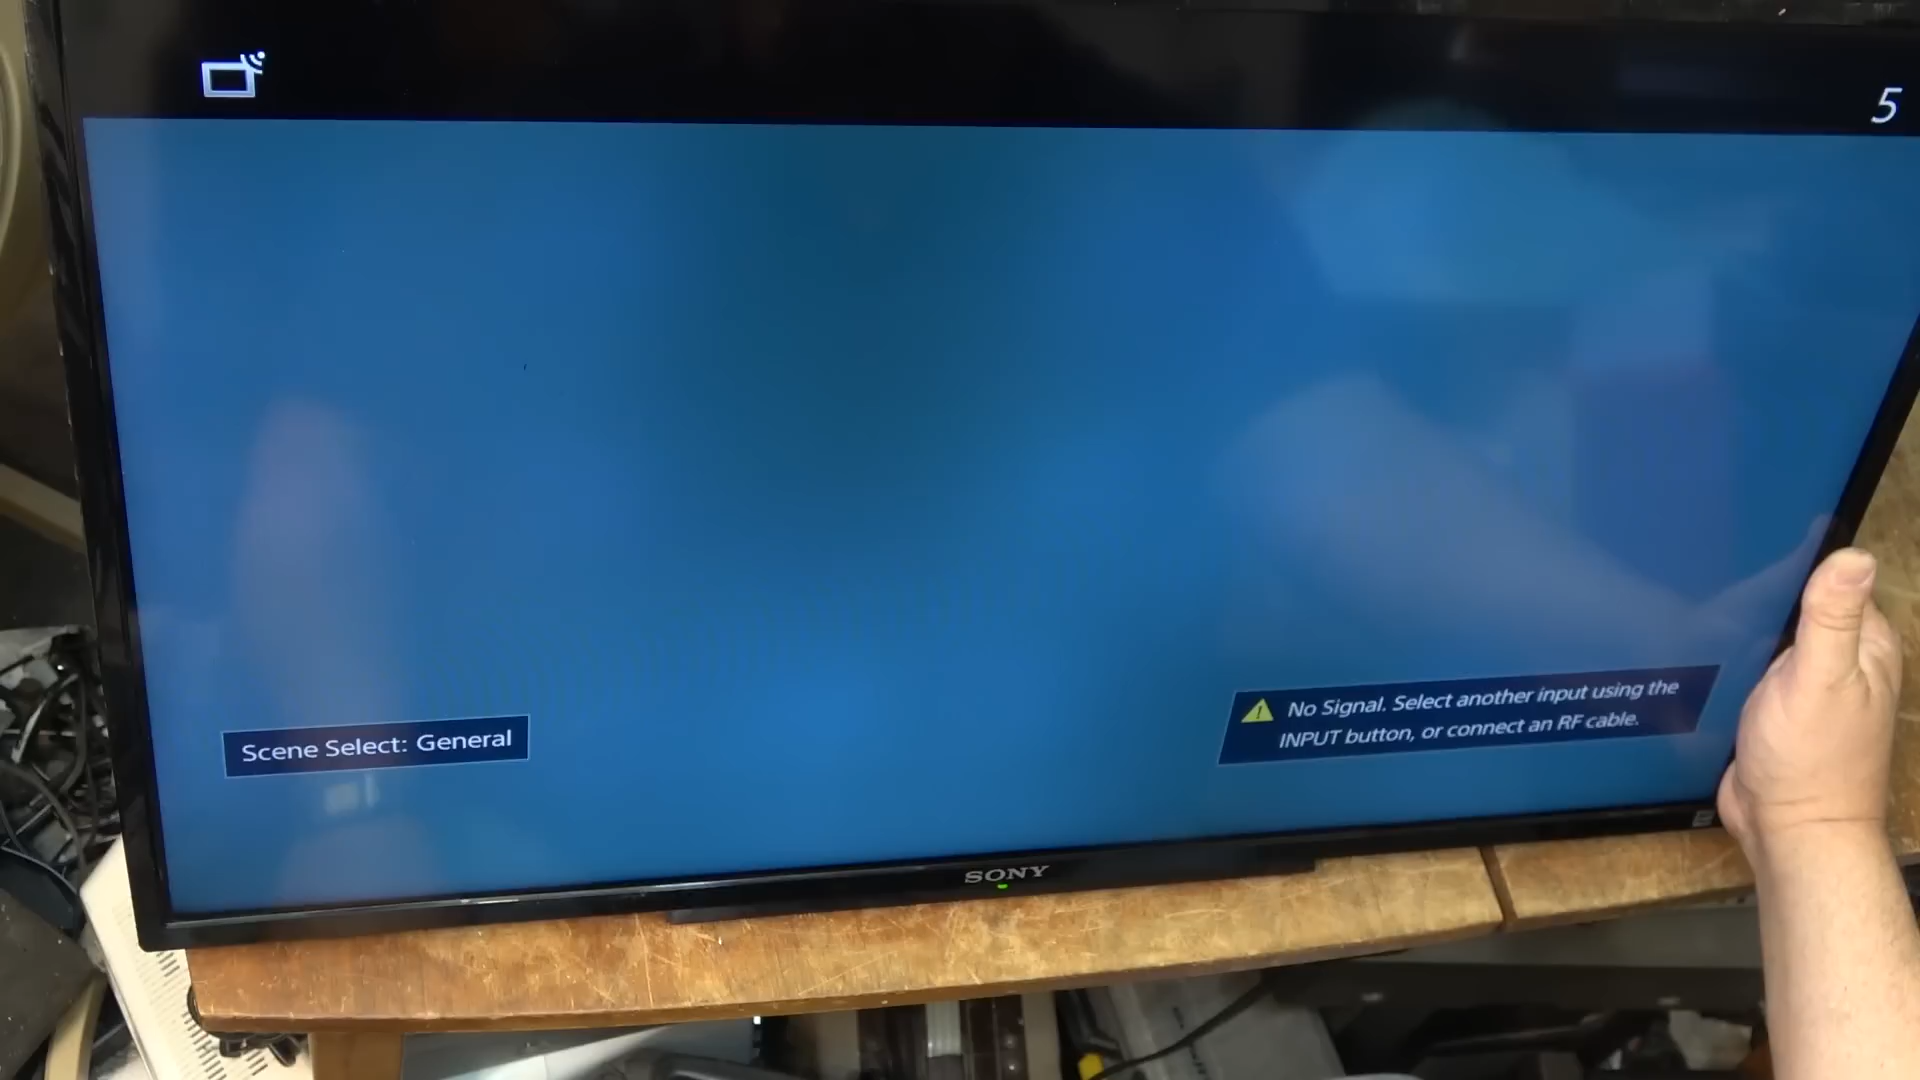 5
Scene Select: General
No Signal. Select another input using the
INPUT button, or connect an RF cable.
SONY